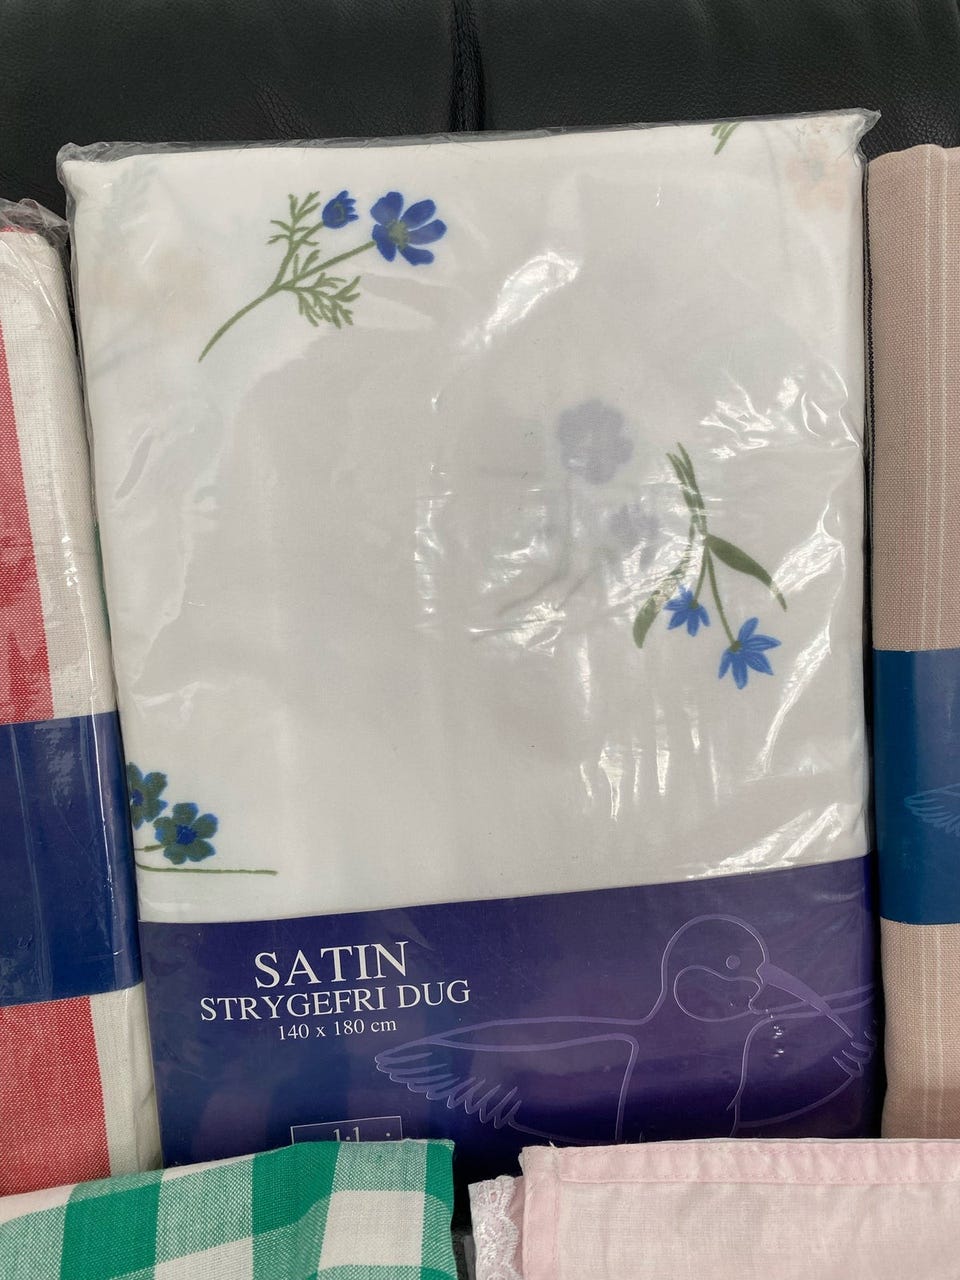 SATIN
STRYGEFRI DUG
140 x 180 cm